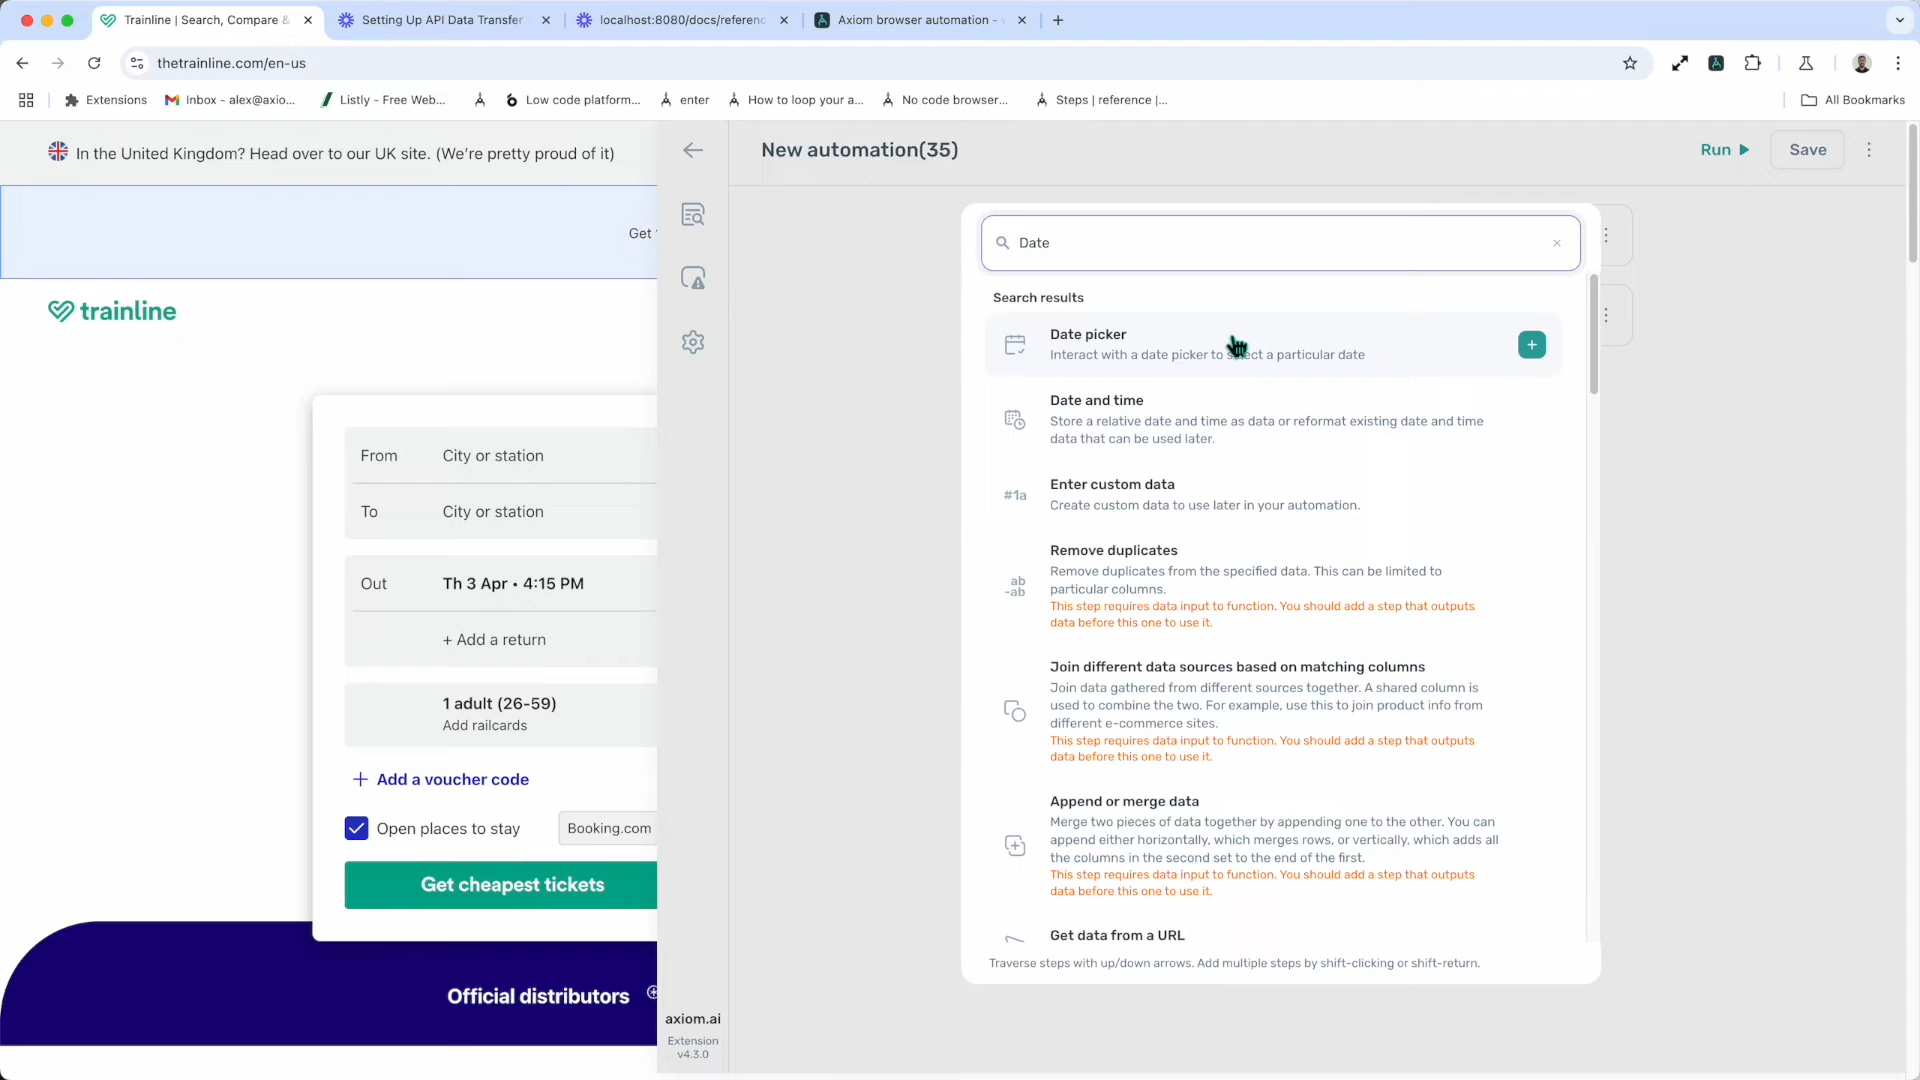 Trainline | Search, Compare &
Setting Up API Data Transfer
localhost:8080/docs/referenc
Axiom browser automation -
thetrainline.com/en-us
Extensions
Inbox - alex@axio...
Listly - Free Web...
Low code platform...
enter
How to loop your a...
No code browser...
Steps | reference |...
All Bookmarks
In the United Kingdom? Head over to our UK site. (We're pretty proud of it)
Get
trainline
From City or station
To City or station
Out Th 3 Apr • 4:15 PM
+ Add a return
1 adult (26-59)
Add railcards
+ Add a voucher code
Open places to stay
Booking.com
Get cheapest tickets
Official distributors
axiom.ai
Extension
v4.3.0
New automation(35)
Run
Save
Date
Search results
Date picker
Interact with a date picker to select a particular date
Date and time
Store a relative date and time as data or reformat existing date and time
data that can be used later.
#1a
Enter custom data
Create custom data to use later in your automation.
ab
-ab
Remove duplicates
Remove duplicates from the specified data. This can be limited to
particular columns.
This step requires data input to function. You should add a step that outputs
data before this one to use it.
Join different data sources based on matching columns
Join data gathered from different sources together. A shared column is
used to combine the two. For example, use this to join product info from
different e-commerce sites.
This step requires data input to function. You should add a step that outputs
data before this one to use it.
Append or merge data
Merge two pieces of data together by appending one to the other. You can
append either horizontally, which merges rows, or vertically, which adds all
the columns in the second set to the end of the first.
This step requires data input to function. You should add a step that outputs
data before this one to use it.
Get data from a URL
Traverse steps with up/down arrows. Add multiple steps by shift-clicking or shift-return.